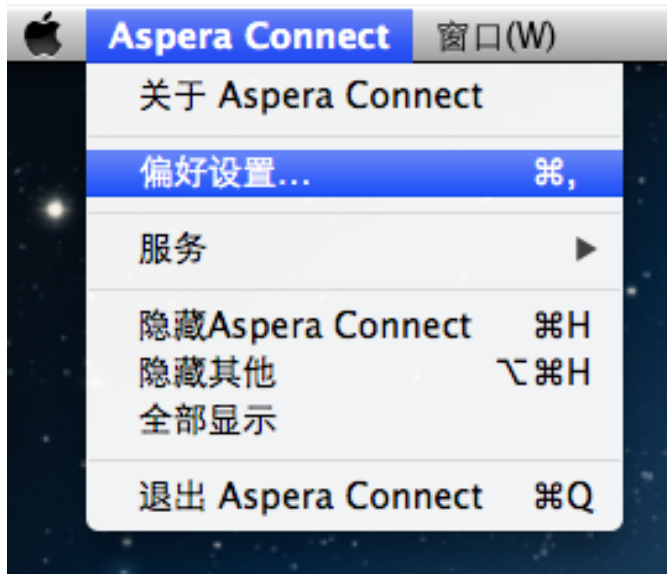 Aspera Connect 窗口(W)
关于 Aspera Connect
偏好设置... ⌘,
服务 ▶
隐藏Aspera Connect ⌘H
隐藏其他 ⌥⌘H
全部显示
退出 Aspera Connect ⌘Q